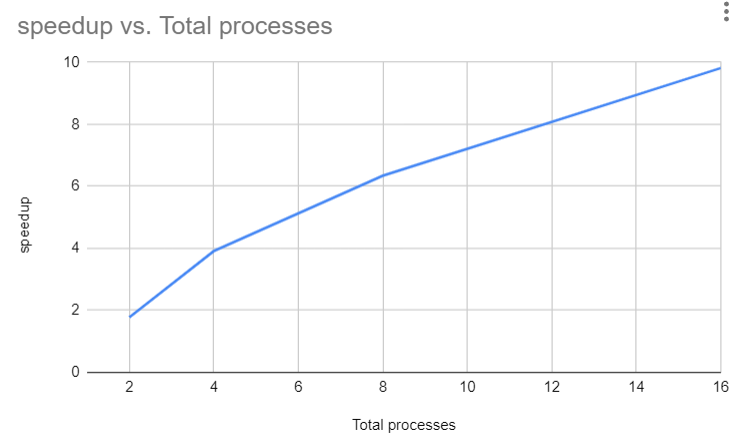 speedup vs. Total processes
10
8
6
4
2
0
speedup
2 4 6 8 10 12 14 16
Total processes